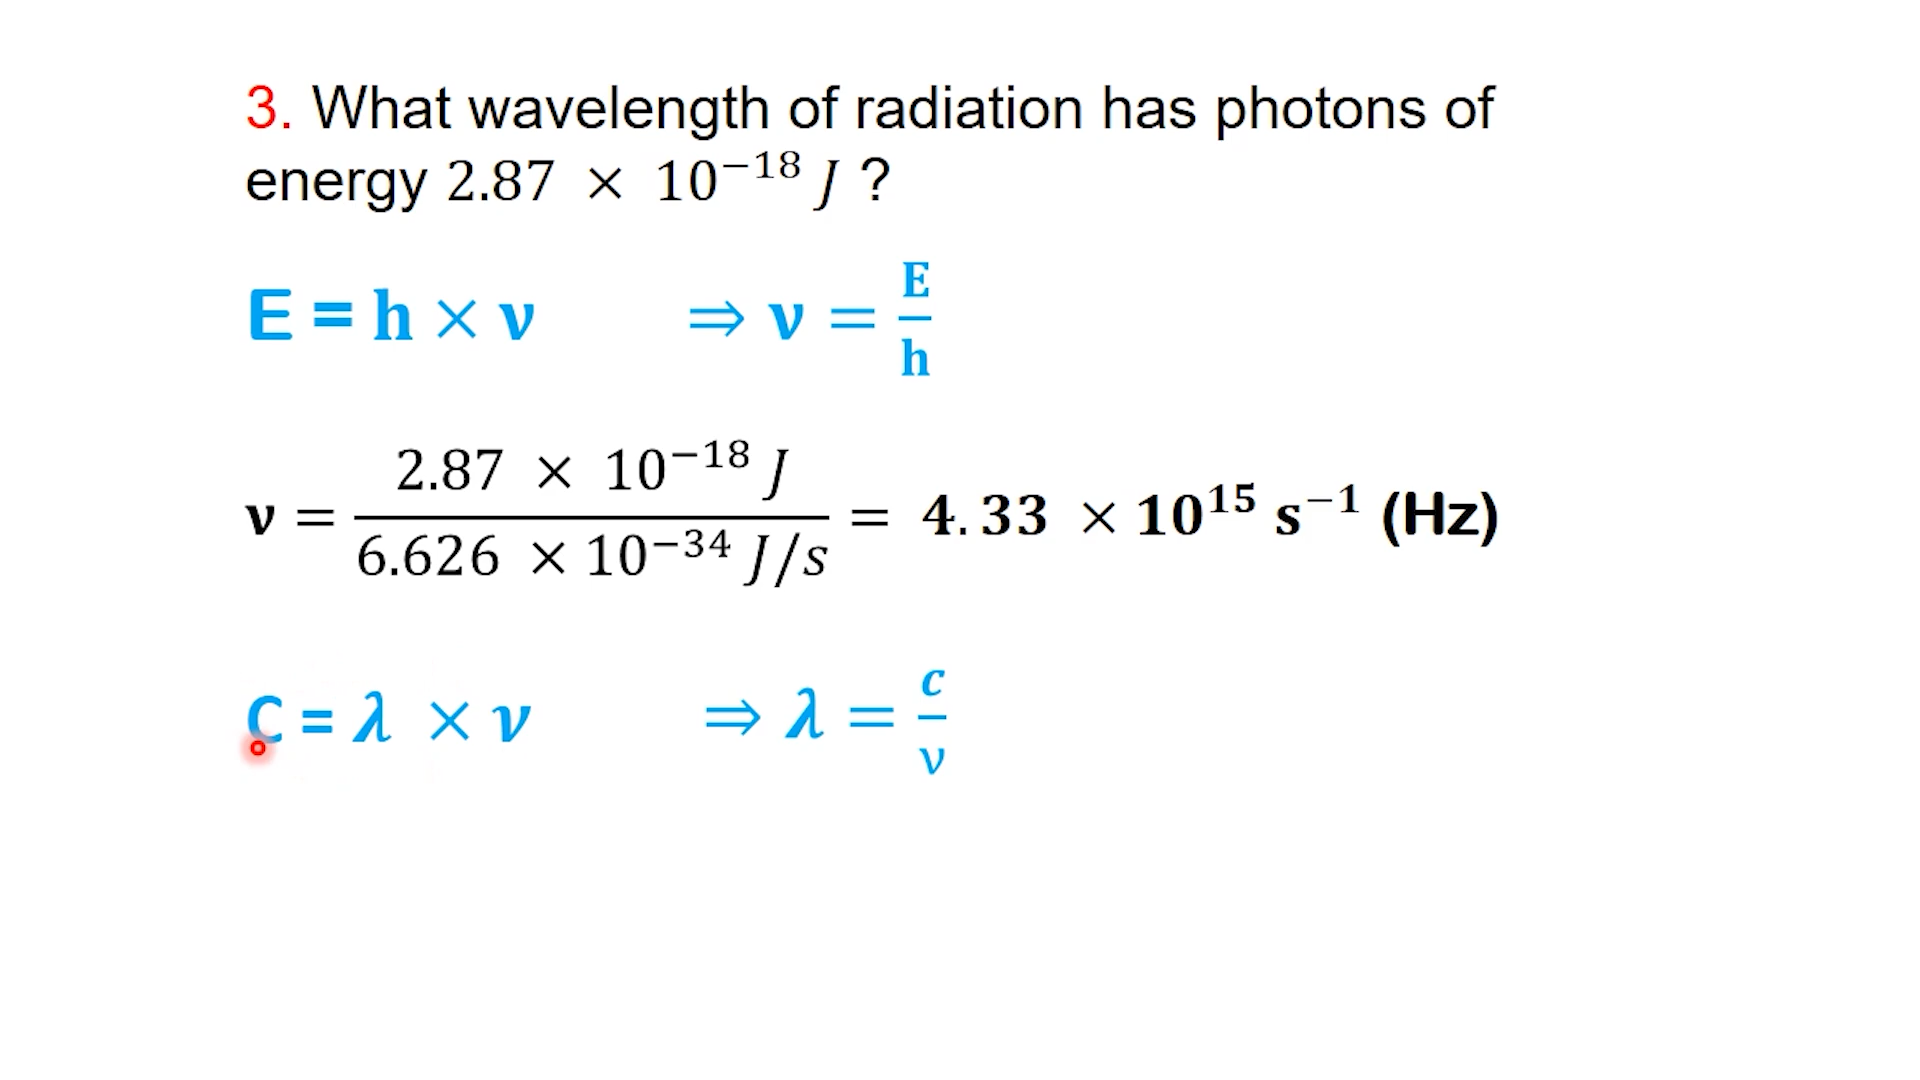 3. What wavelength of radiation has photons of
energy 2.87 × 10⁻¹⁸ J ?
E = h × ν ⇒ ν = E/h
ν = 2.87 × 10⁻¹⁸ J / 6.626 × 10⁻³⁴ J/s = 4.33 × 10¹⁵ s⁻¹ (Hz)
C = λ × ν ⇒ λ = c/ν